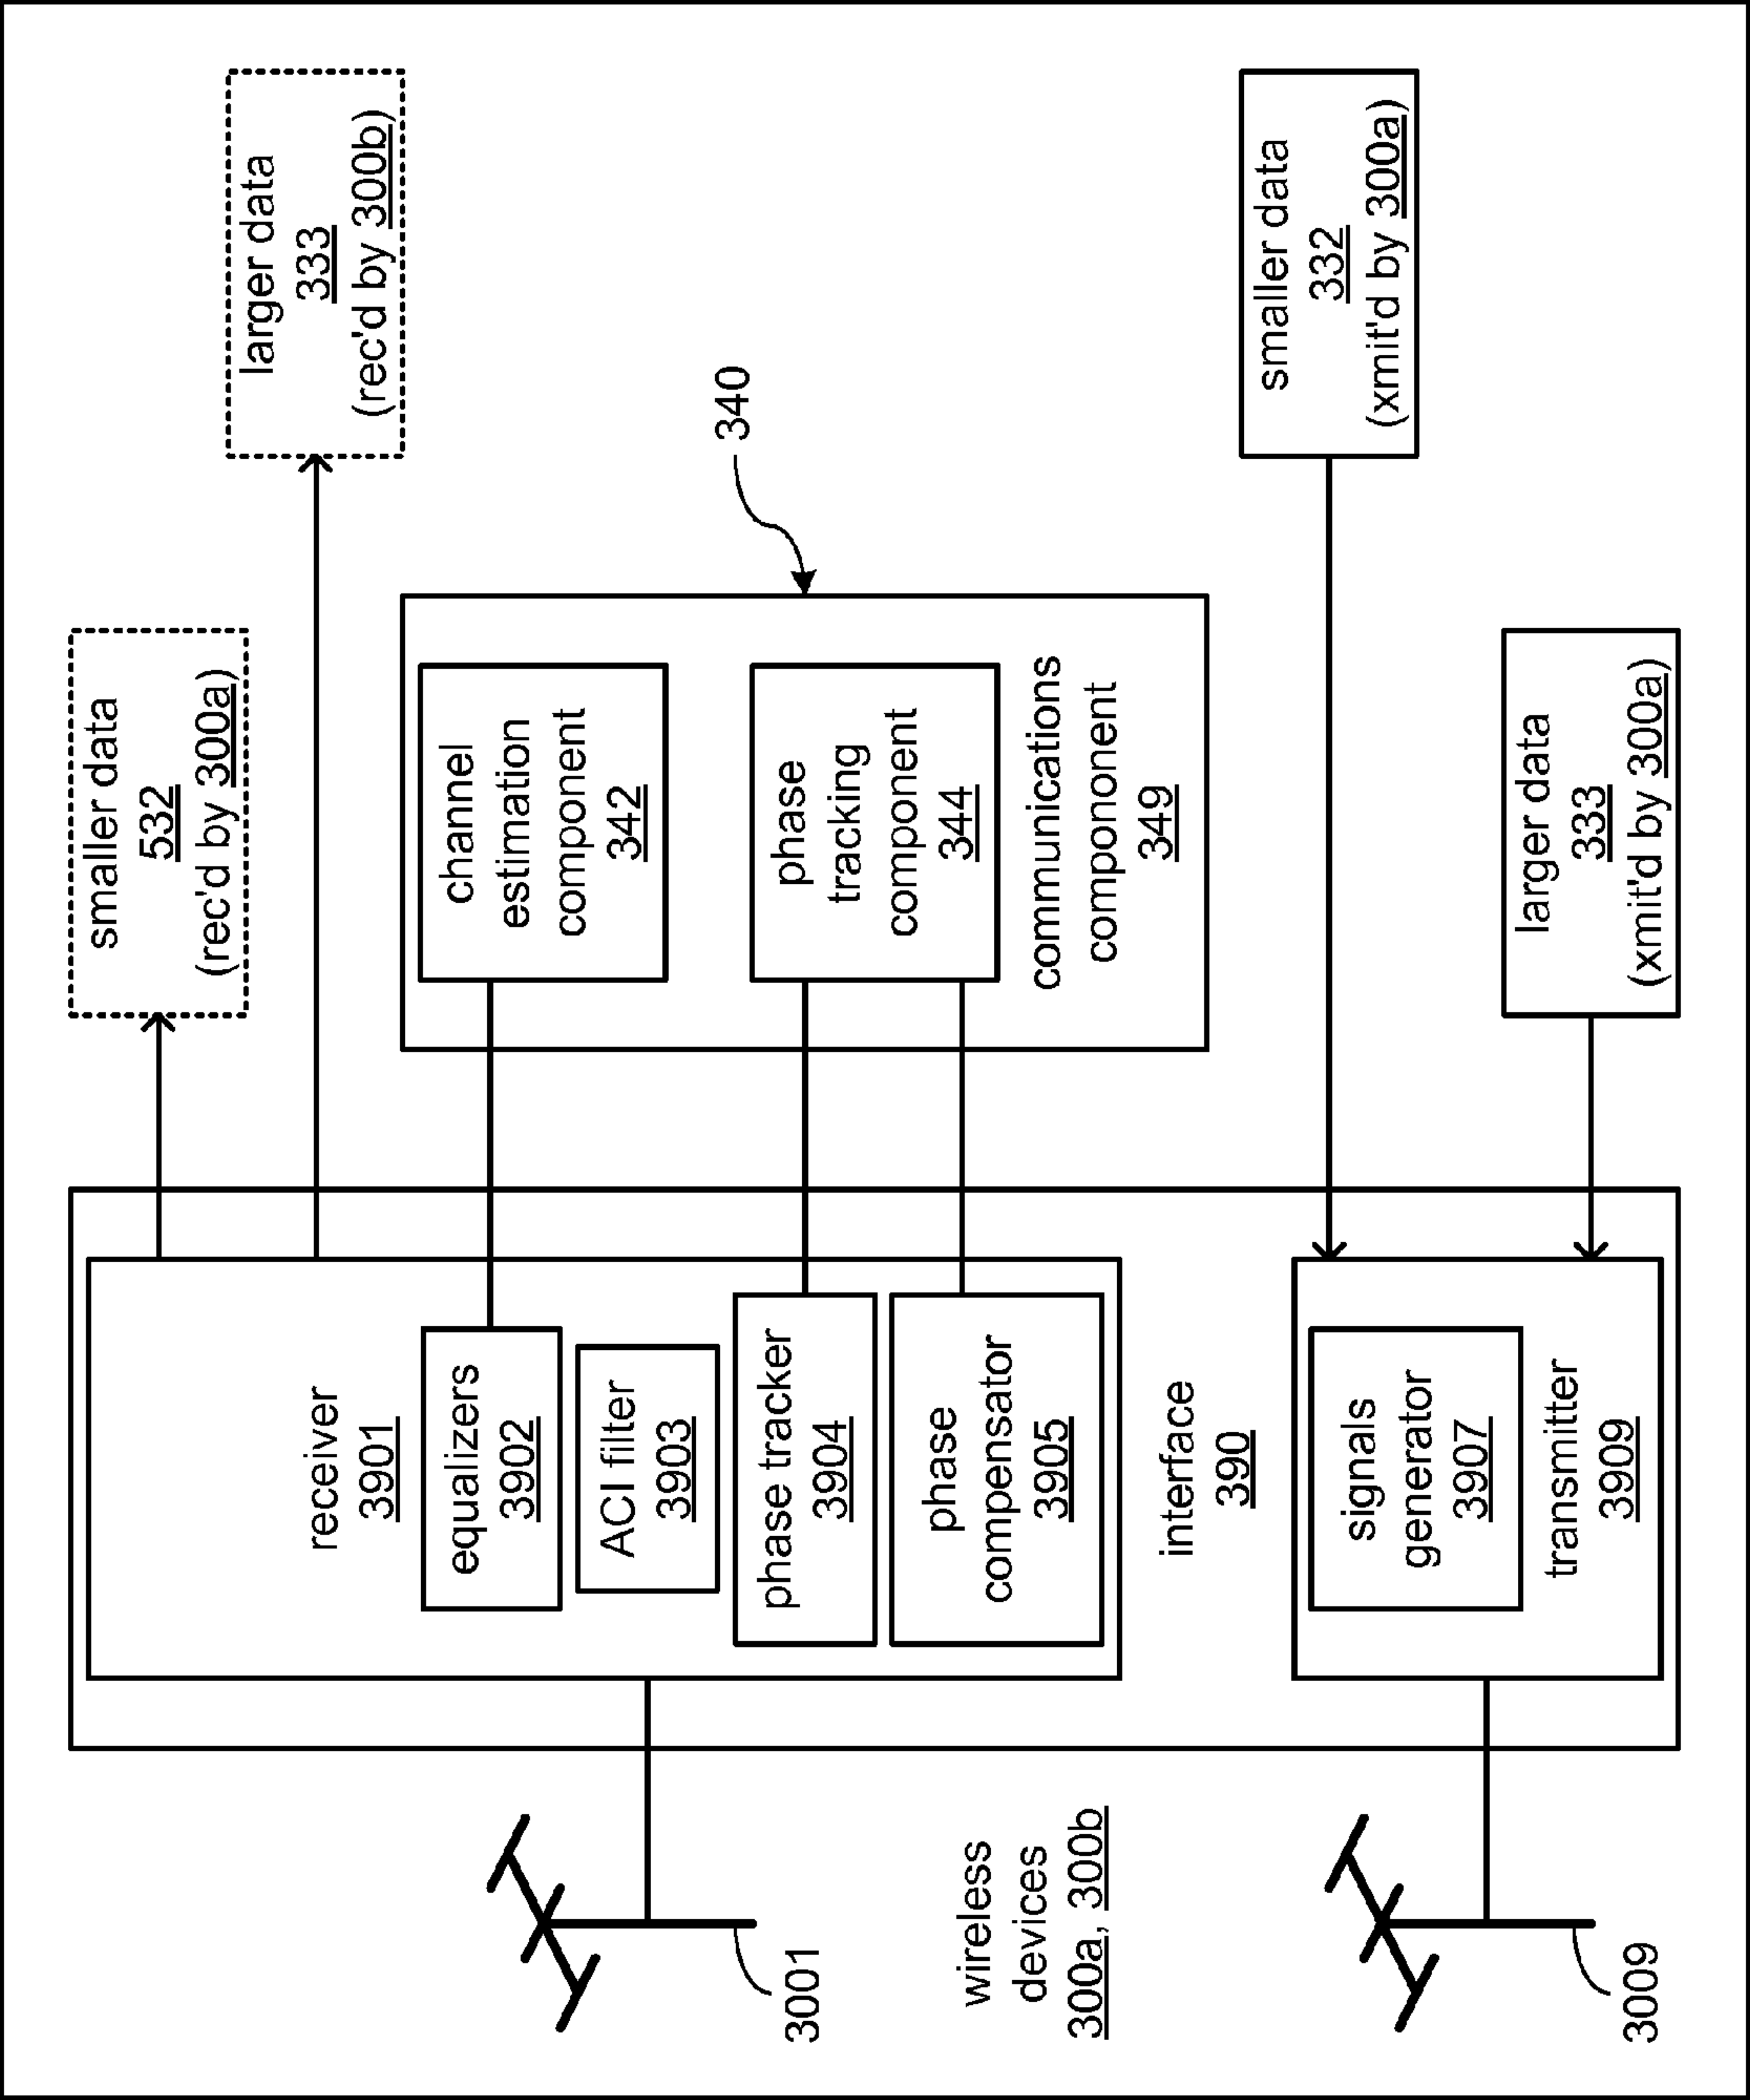 smaller data
532
(rec'd by 300a)
larger data
333
(rec'd by 300b)
receiver
3901
equalizers
3902
ACI filter
3903
phase tracker
3904
phase
compensator
3905
interface
390
channel
estimation
component
342
phase
tracking
component
344
communications
compononent
349
340
signals
generator
3907
transmitter
3909
smaller data
332
(xmit'd by 300a)
larger data
333
(xmit'd by 300a)
3001
wireless
devices
300a, 300b
3009